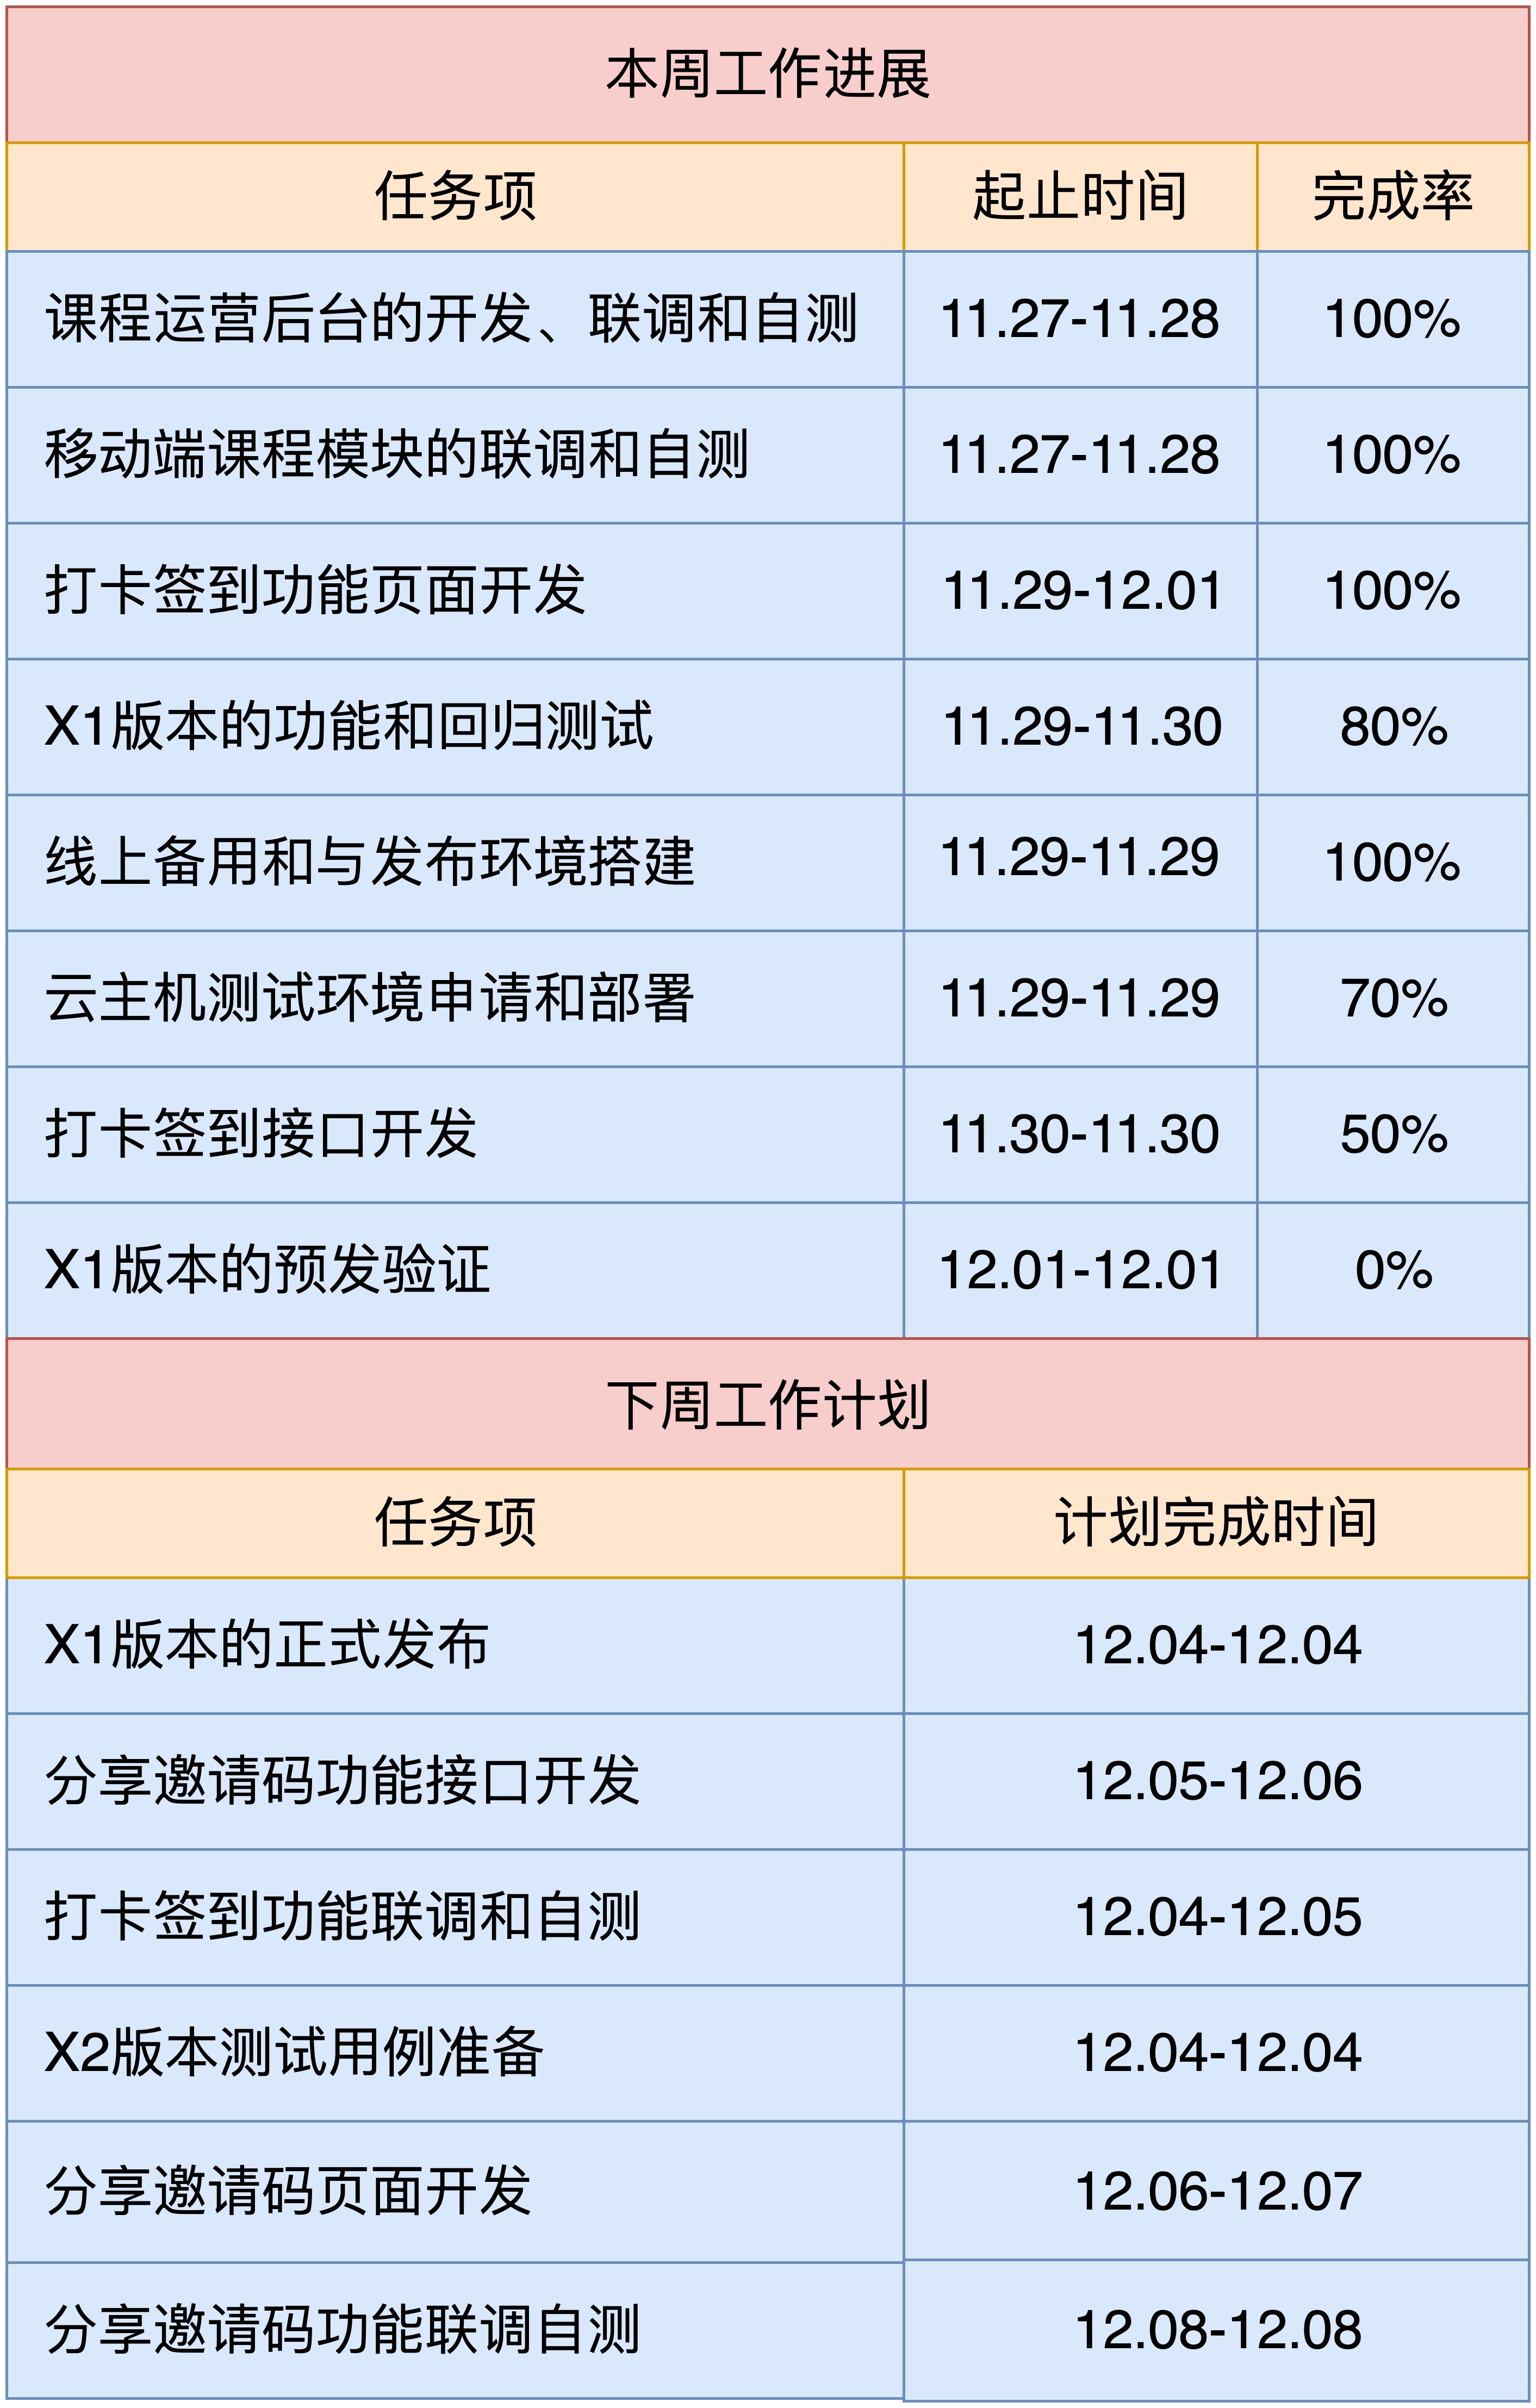 本周工作进展
任务项 起止时间 完成率
课程运营后台的开发、联调和自测 11.27-11.28 100%
移动端课程模块的联调和自测 11.27-11.28 100%
打卡签到功能页面开发 11.29-12.01 100%
X1版本的功能和回归测试 11.29-11.30 80%
线上备用和与发布环境搭建 11.29-11.29 100%
云主机测试环境申请和部署 11.29-11.29 70%
打卡签到接口开发 11.30-11.30 50%
X1版本的预发验证 12.01-12.01 0%
下周工作计划
任务项 计划完成时间
X1版本的正式发布 12.04-12.04
分享邀请码功能接口开发 12.05-12.06
打卡签到功能联调和自测 12.04-12.05
X2版本测试用例准备 12.04-12.04
分享邀请码页面开发 12.06-12.07
分享邀请码功能联调自测 12.08-12.08